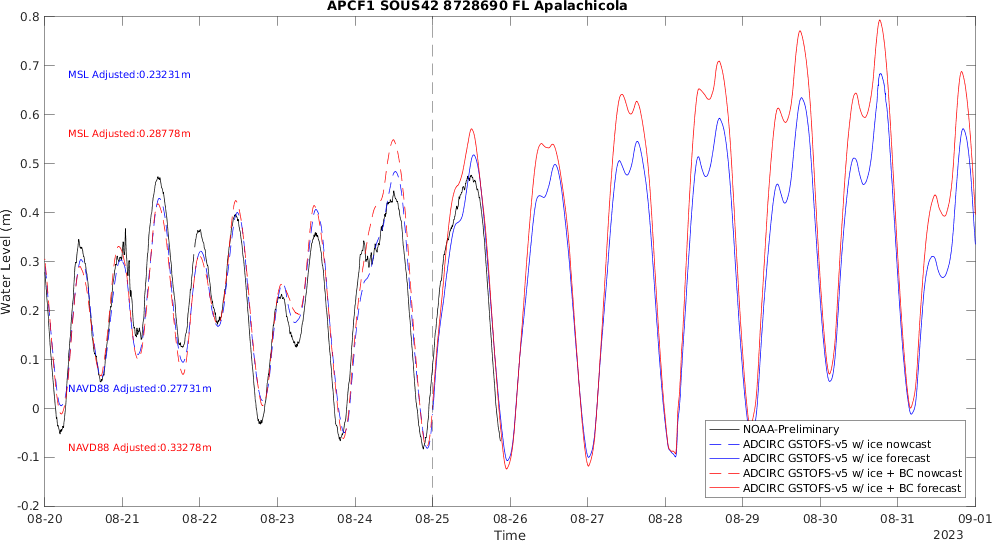 APCF1 SOUS42 8728690 FL Apalachicola
0.8
0.7
0.6
0.5
0.4
0.3
0.2
0.1
0
-0.1
-0.2
Water Level (m)
MSL Adjusted:0.23231m
MSL Adjusted:0.28778m
NAVD88 Adjusted:0.27731m
NAVD88 Adjusted:0.33278m
NOAA-Preliminary
ADCIRC GSTOFS-v5 w/ ice nowcast
ADCIRC GSTOFS-v5 w/ ice forecast
ADCIRC GSTOFS-v5 w/ ice + BC nowcast
ADCIRC GSTOFS-v5 w/ ice + BC forecast
08-20 08-21 08-22 08-23 08-24 08-25 08-26 08-27 08-28 08-29 08-30 08-31 09-01
Time
2023